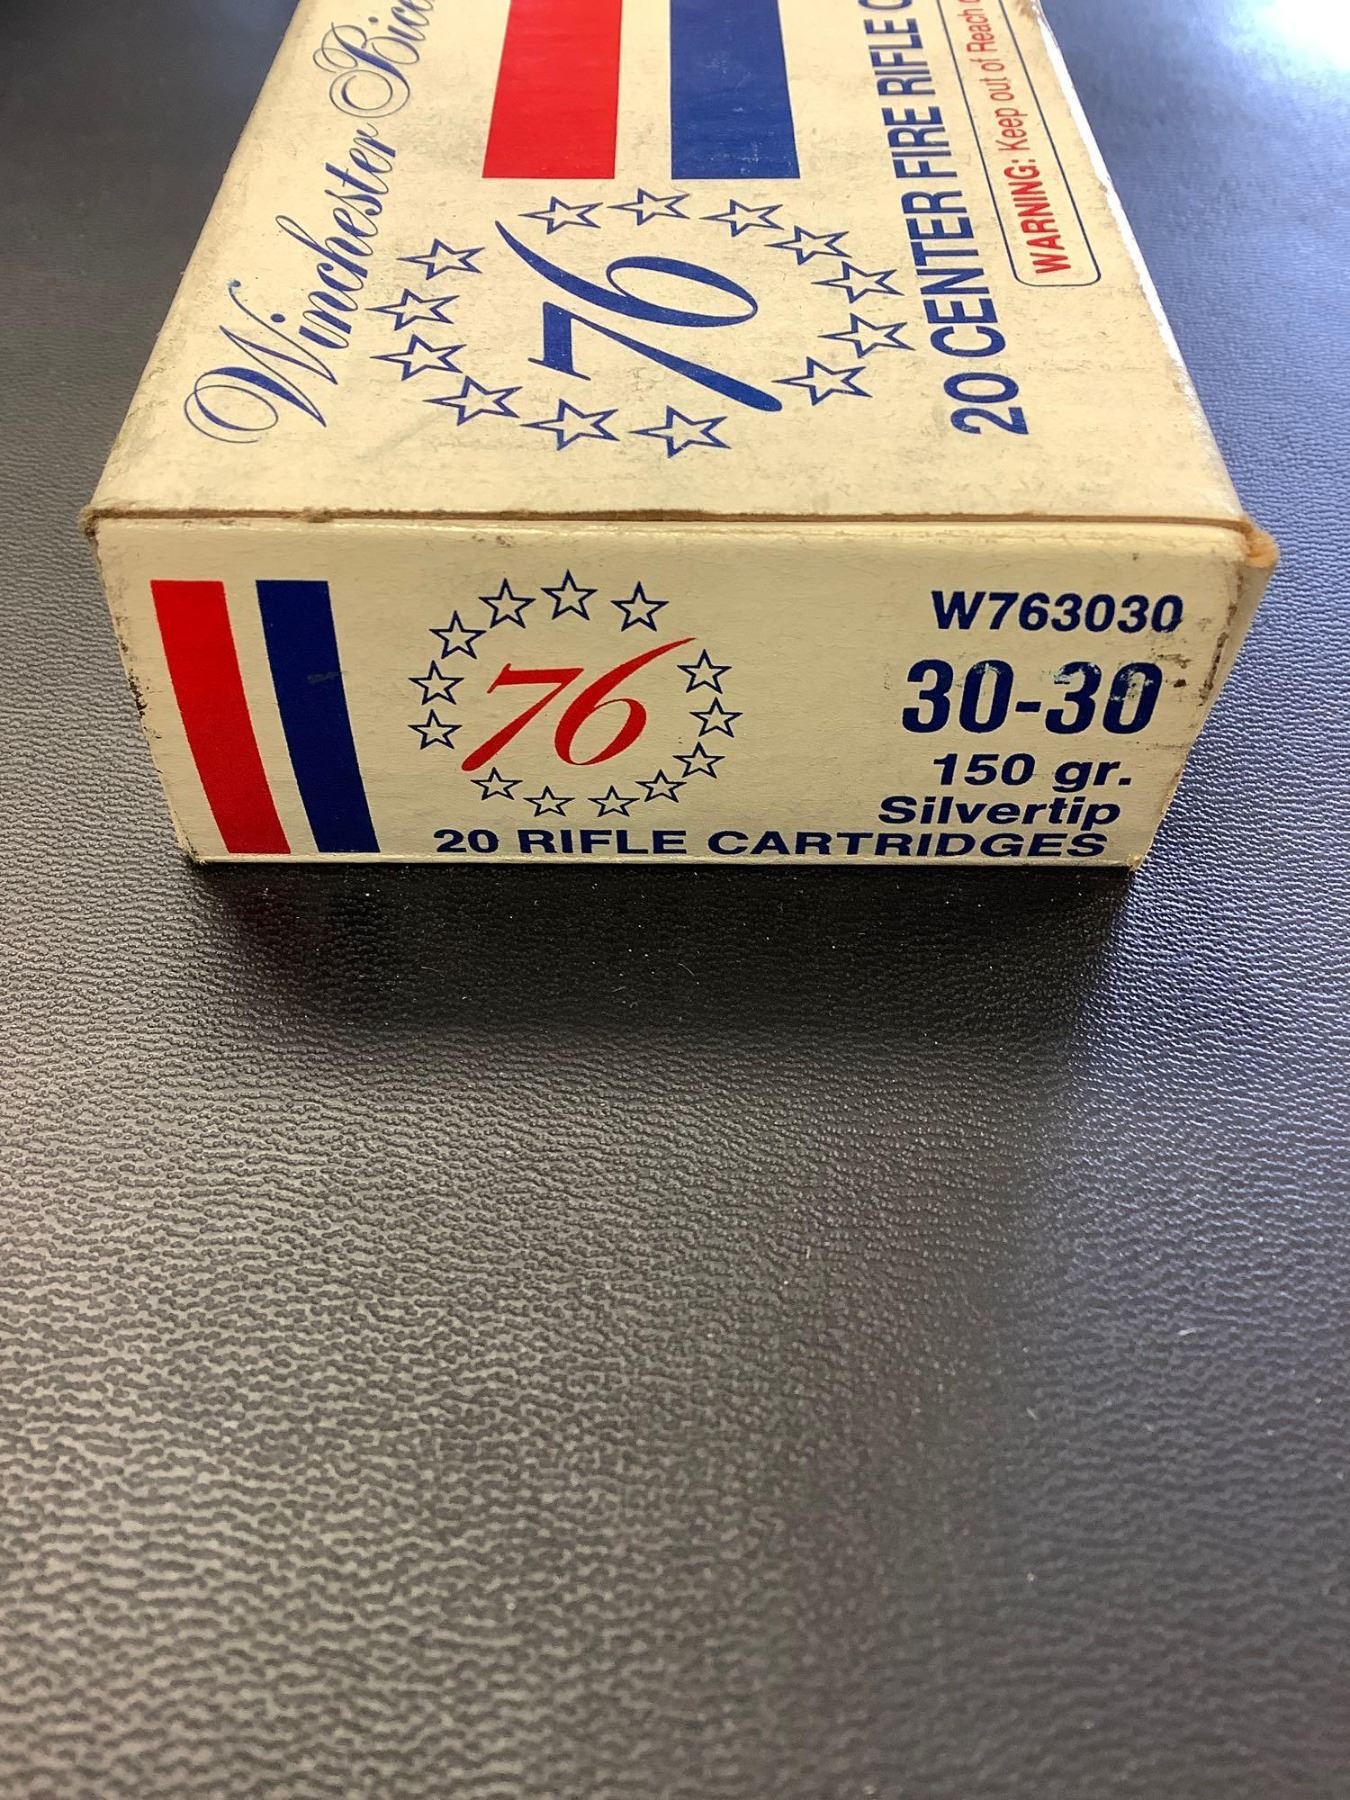 Winchester
76
20 CENTER FIRE RIFLE
WARNING: Keep out of Reach
76
W763030
30-30
150 gr.
Silvertip
20 RIFLE CARTRIDGES